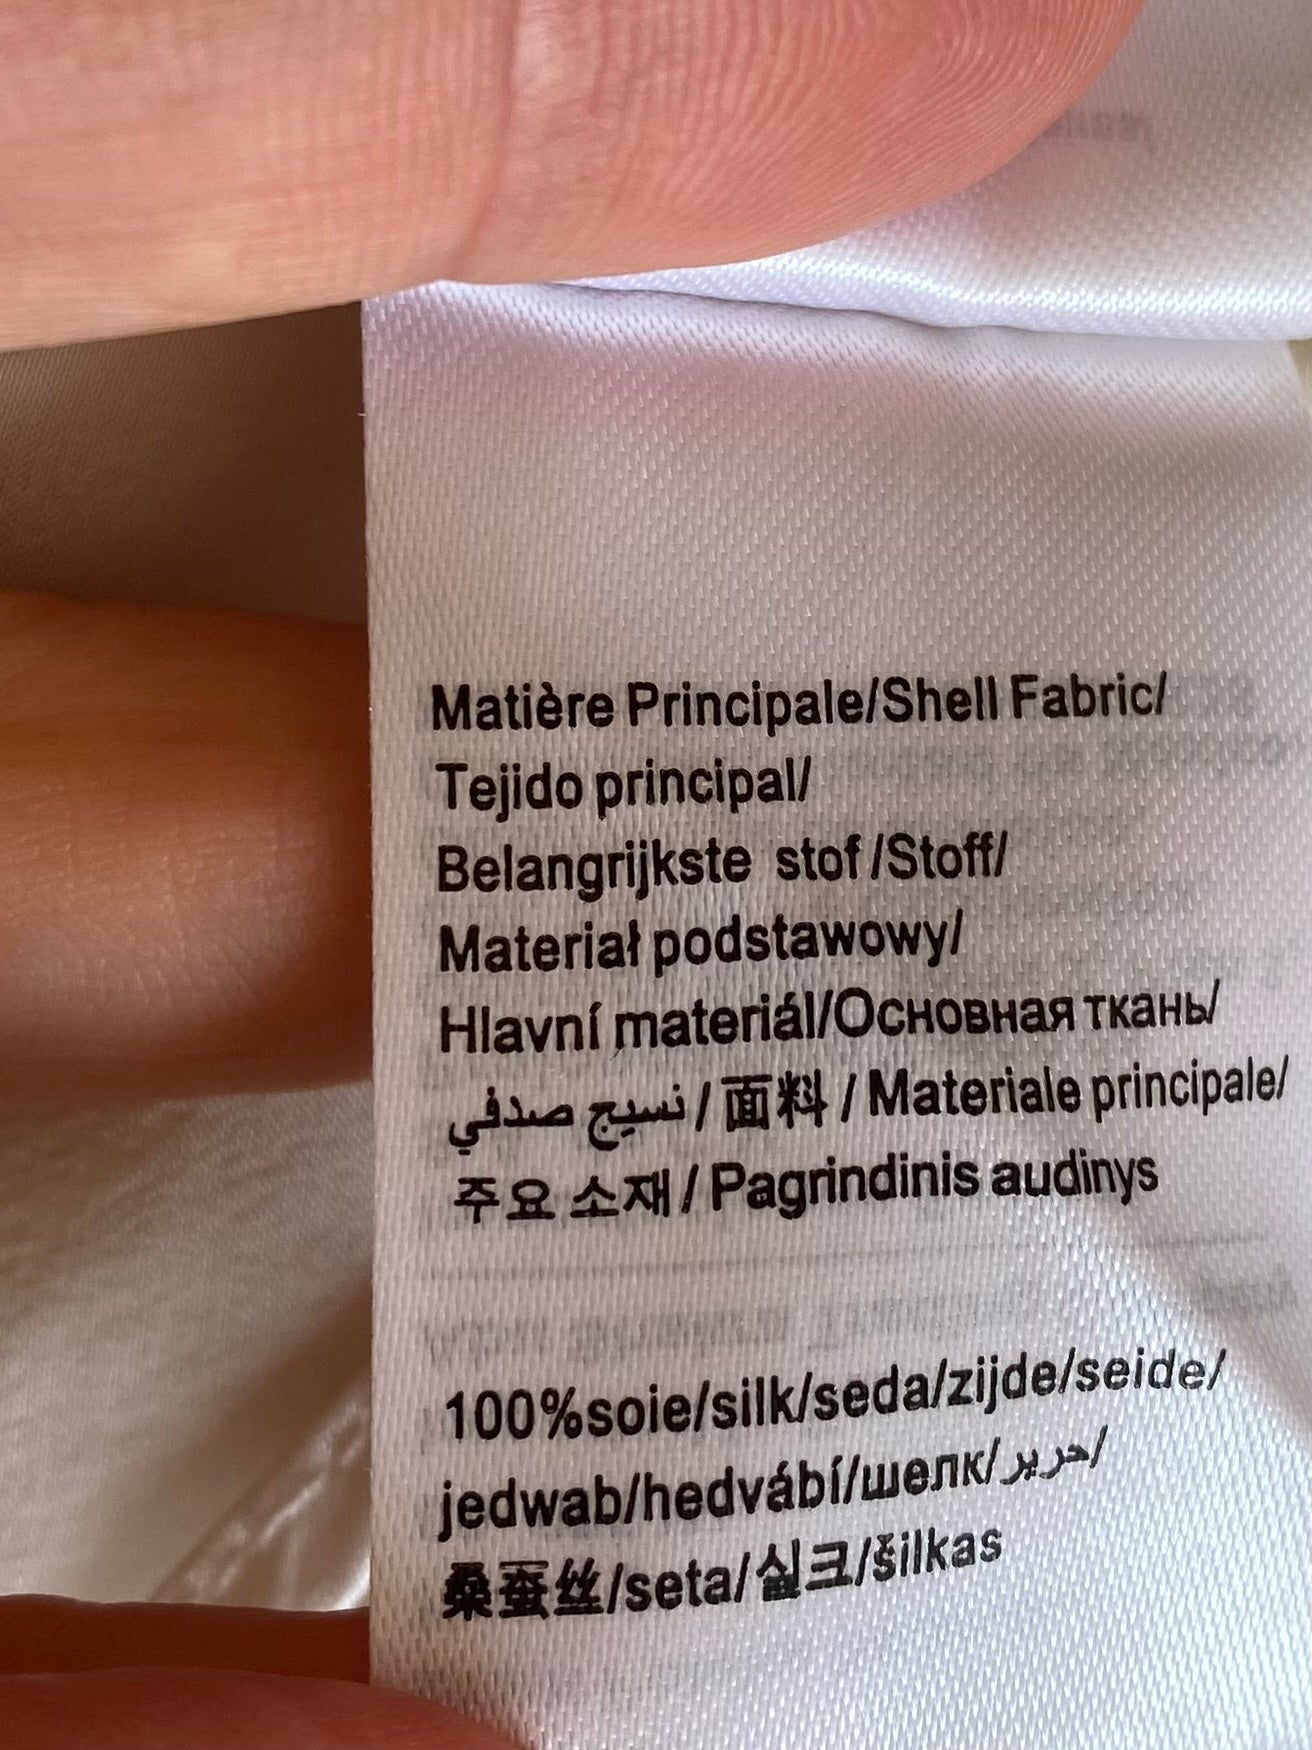 Matière Principale/Shell Fabric/
Tejido principal/
Belangrijkste stof /Stoff/
Materiał podstawowy/
Hlavní materiál/Основная ткань/
نسيج صدفي / 面料 / Materiale principale/
주요 소재 / Pagrindinis audinys
100%soie/silk/seda/zijde/seide/
jedwab/hedvábí/шелк/حرير/
桑蚕丝/seta/실크/šilkas